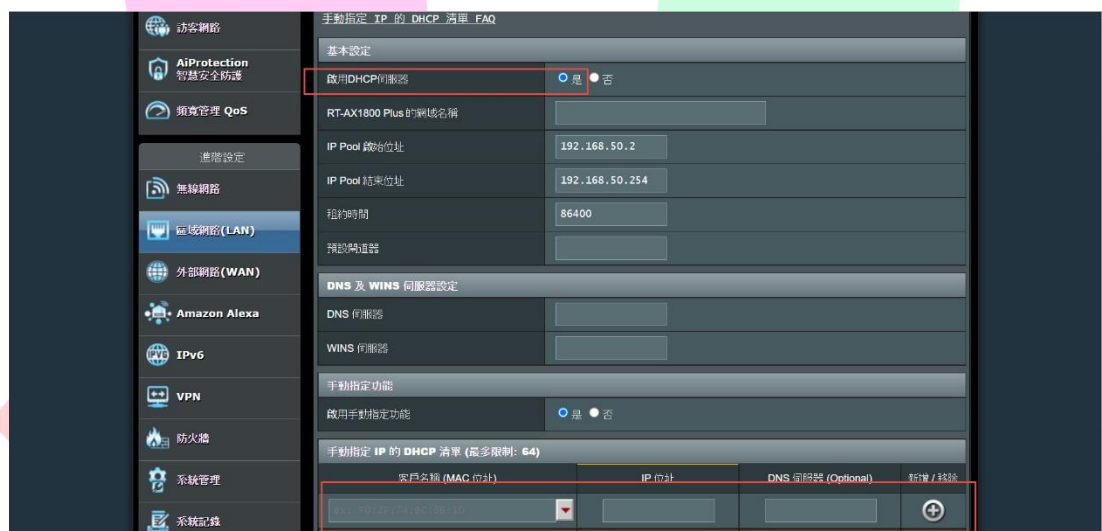 訪客網路
AiProtection
智慧安全防護
頻寬管理 QoS
進階設定
無線網路
區域網路(LAN)
外部網路(WAN)
Amazon Alexa
IPv6
VPN
防火牆
系統管理
系統記錄
手動指定 IP 的 DHCP 清單 FAQ
基本設定
啟用DHCP伺服器 是 否
RT-AX1800 Plus 的網域名稱
IP Pool 啟始位址 192.168.50.2
IP Pool 結束位址 192.168.50.254
租約時間 86400
預設閘道器
DNS 及 WINS 伺服器設定
DNS 伺服器
WINS 伺服器
手動指定功能
啟用手動指定功能 是 否
手動指定 IP 的 DHCP 清單 (最多限制: 64)
客戶名稱 (MAC 位址) IP 位址 DNS 伺服器 (Optional) 新增 / 移除